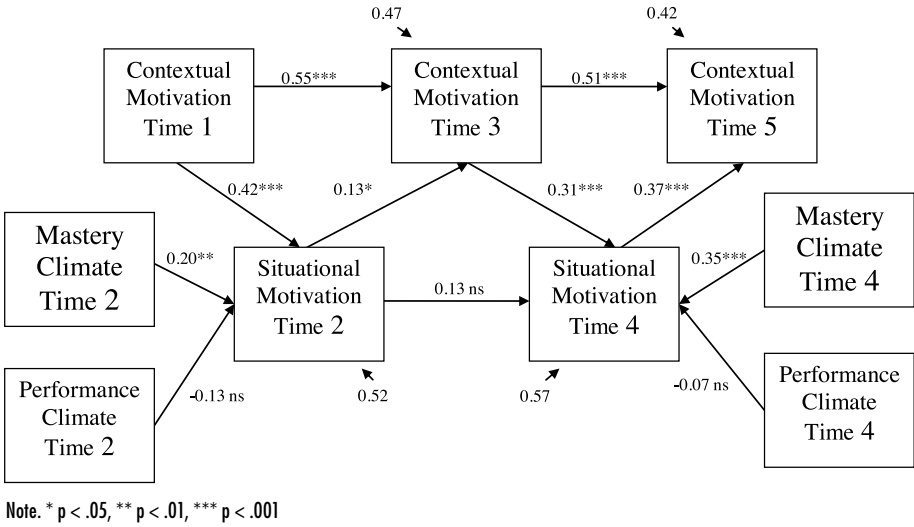 0.47
0.42
Contextual
Motivation
Time 1
0.55***
Contextual
Motivation
Time 3
0.51***
Contextual
Motivation
Time 5
0.42***
0.13*
0.31***
0.37***
Mastery
Climate
Time 2
0.20**
Situational
Motivation
Time 2
0.13 ns
Situational
Motivation
Time 4
0.35***
Mastery
Climate
Time 4
Performance
Climate
Time 2
-0.13 ns
0.52
0.57
-0.07 ns
Performance
Climate
Time 4
Note. * p < .05, ** p < .01, *** p < .001